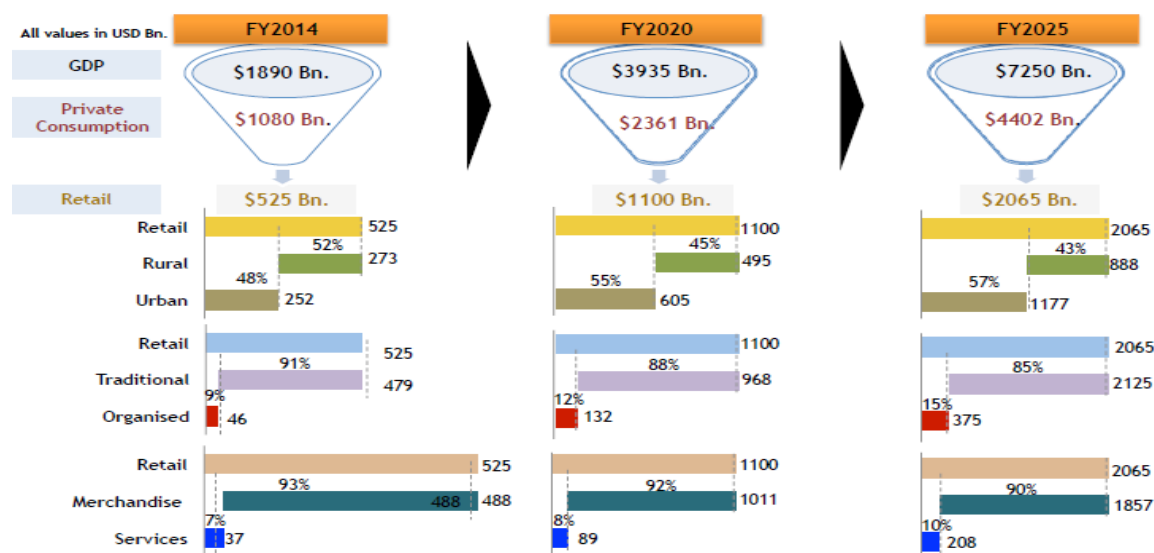 All values in USD Bn.
FY2014
FY2020
FY2025
GDP
$1890 Bn.
$3935 Bn.
$7250 Bn.
Private
Consumption
$1080 Bn.
$2361 Bn.
$4402 Bn.
Retail
$525 Bn.
$1100 Bn.
$2065 Bn.
Retail
525
1100
2065
Rural
52%
273
45%
495
43%
888
Urban
48%
252
55%
605
57%
1177
Retail
525
1100
2065
Traditional
91%
479
88%
968
85%
2125
Organised
9%
46
12%
132
15%
375
Retail
525
1100
2065
Merchandise
93%
488
488
92%
1011
90%
1857
Services
7%
37
8%
89
10%
208